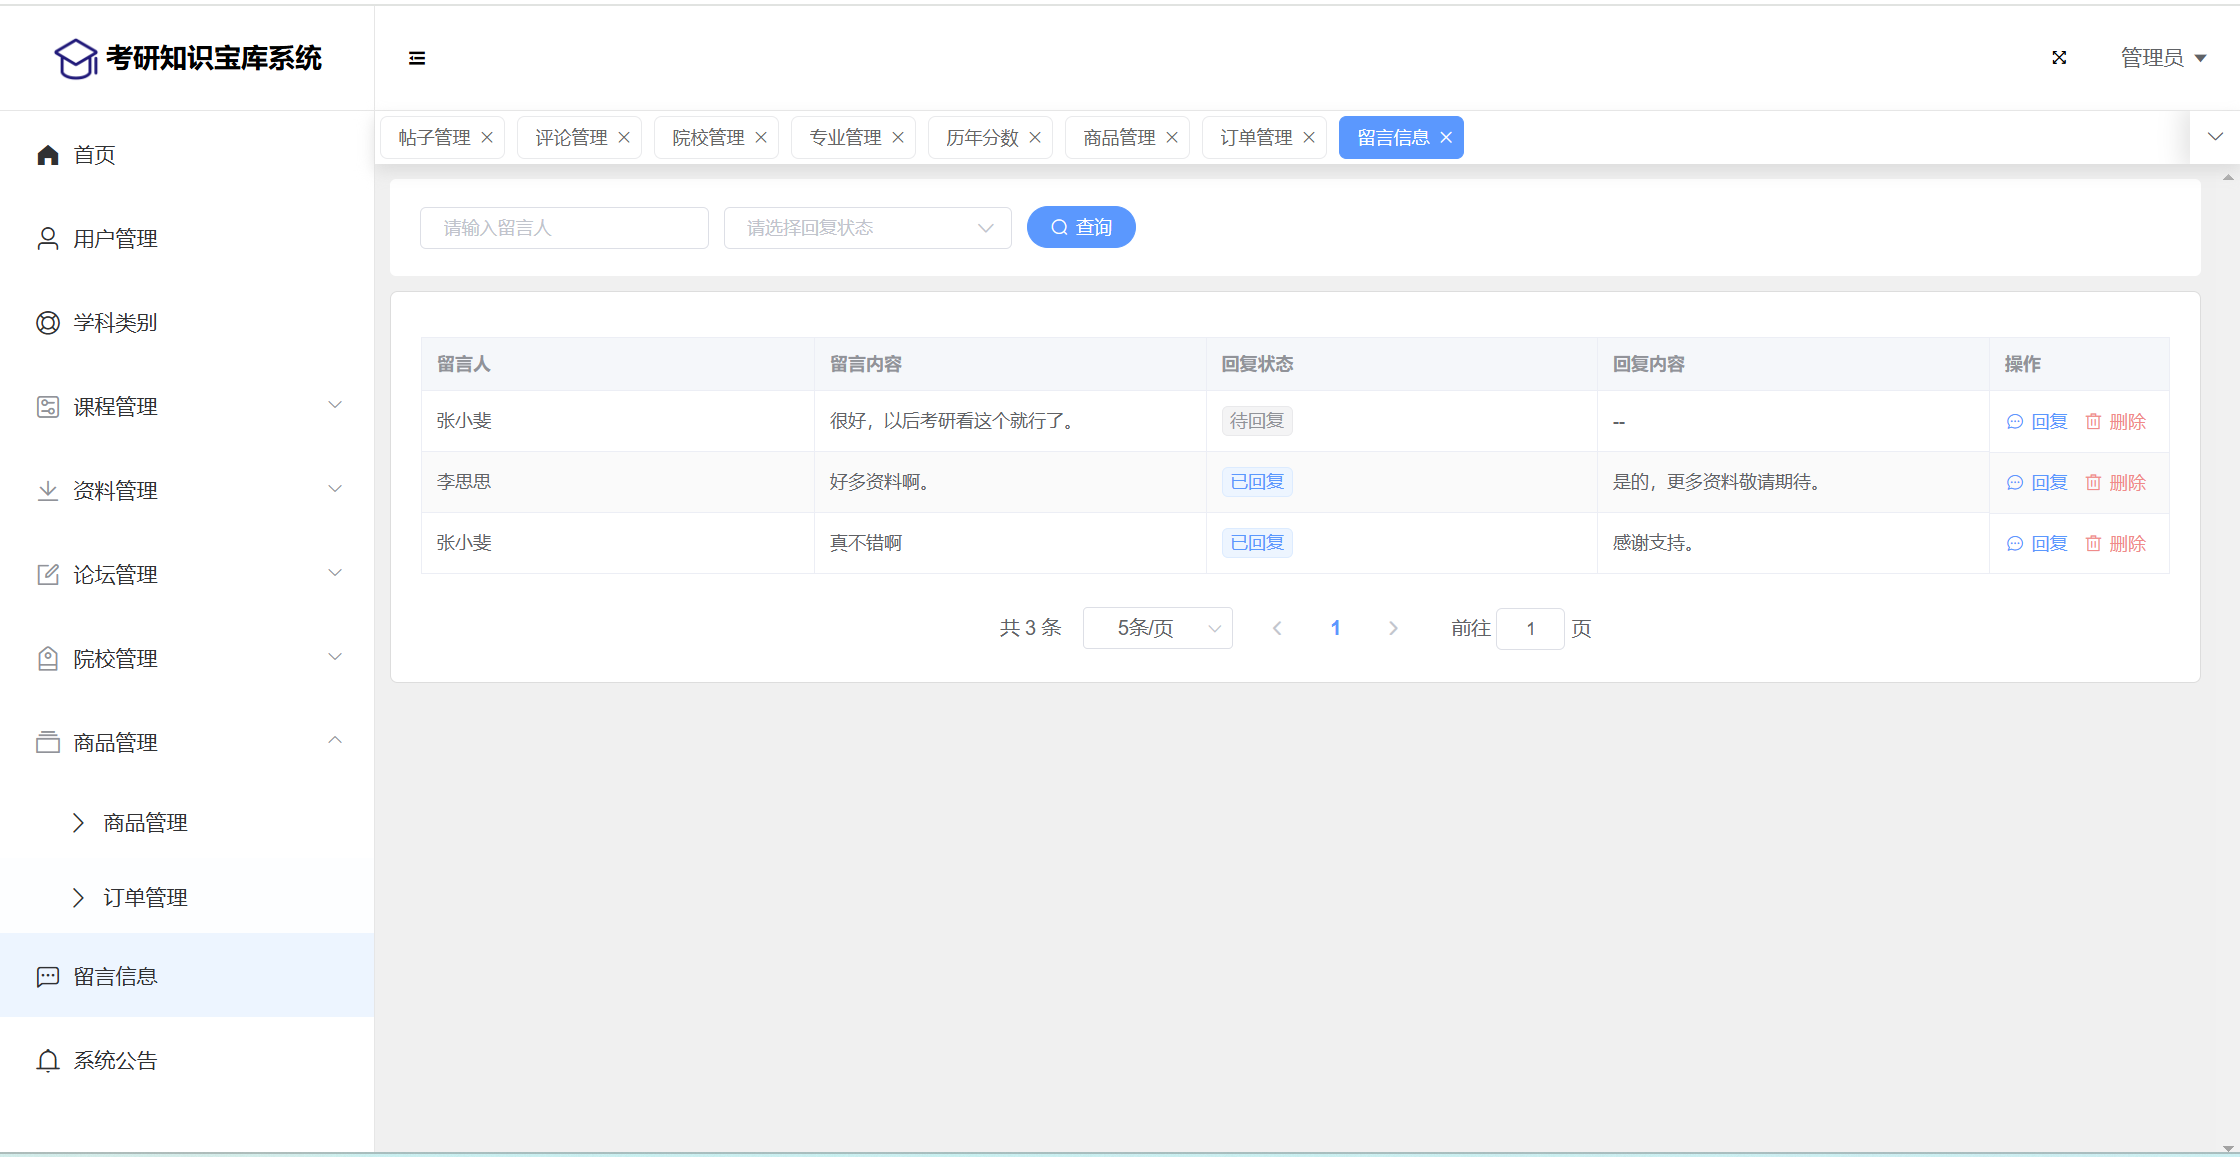 考研知识宝库系统
管理员
帖子管理 评论管理 院校管理 专业管理 历年分数 商品管理 订单管理 留言信息
首页
用户管理
学科类别
课程管理
资料管理
论坛管理
院校管理
商品管理
商品管理
订单管理
留言信息
系统公告
请输入留言人 请选择回复状态 查询
留言人 留言内容 回复状态 回复内容 操作
张小斐 很好，以后考研看这个就行了。 待回复 -- 回复 删除
李思思 好多资料啊。 已回复 是的，更多资料敬请期待。 回复 删除
张小斐 真不错啊 已回复 感谢支持。 回复 删除
共 3 条 5条/页 1 前往 1 页